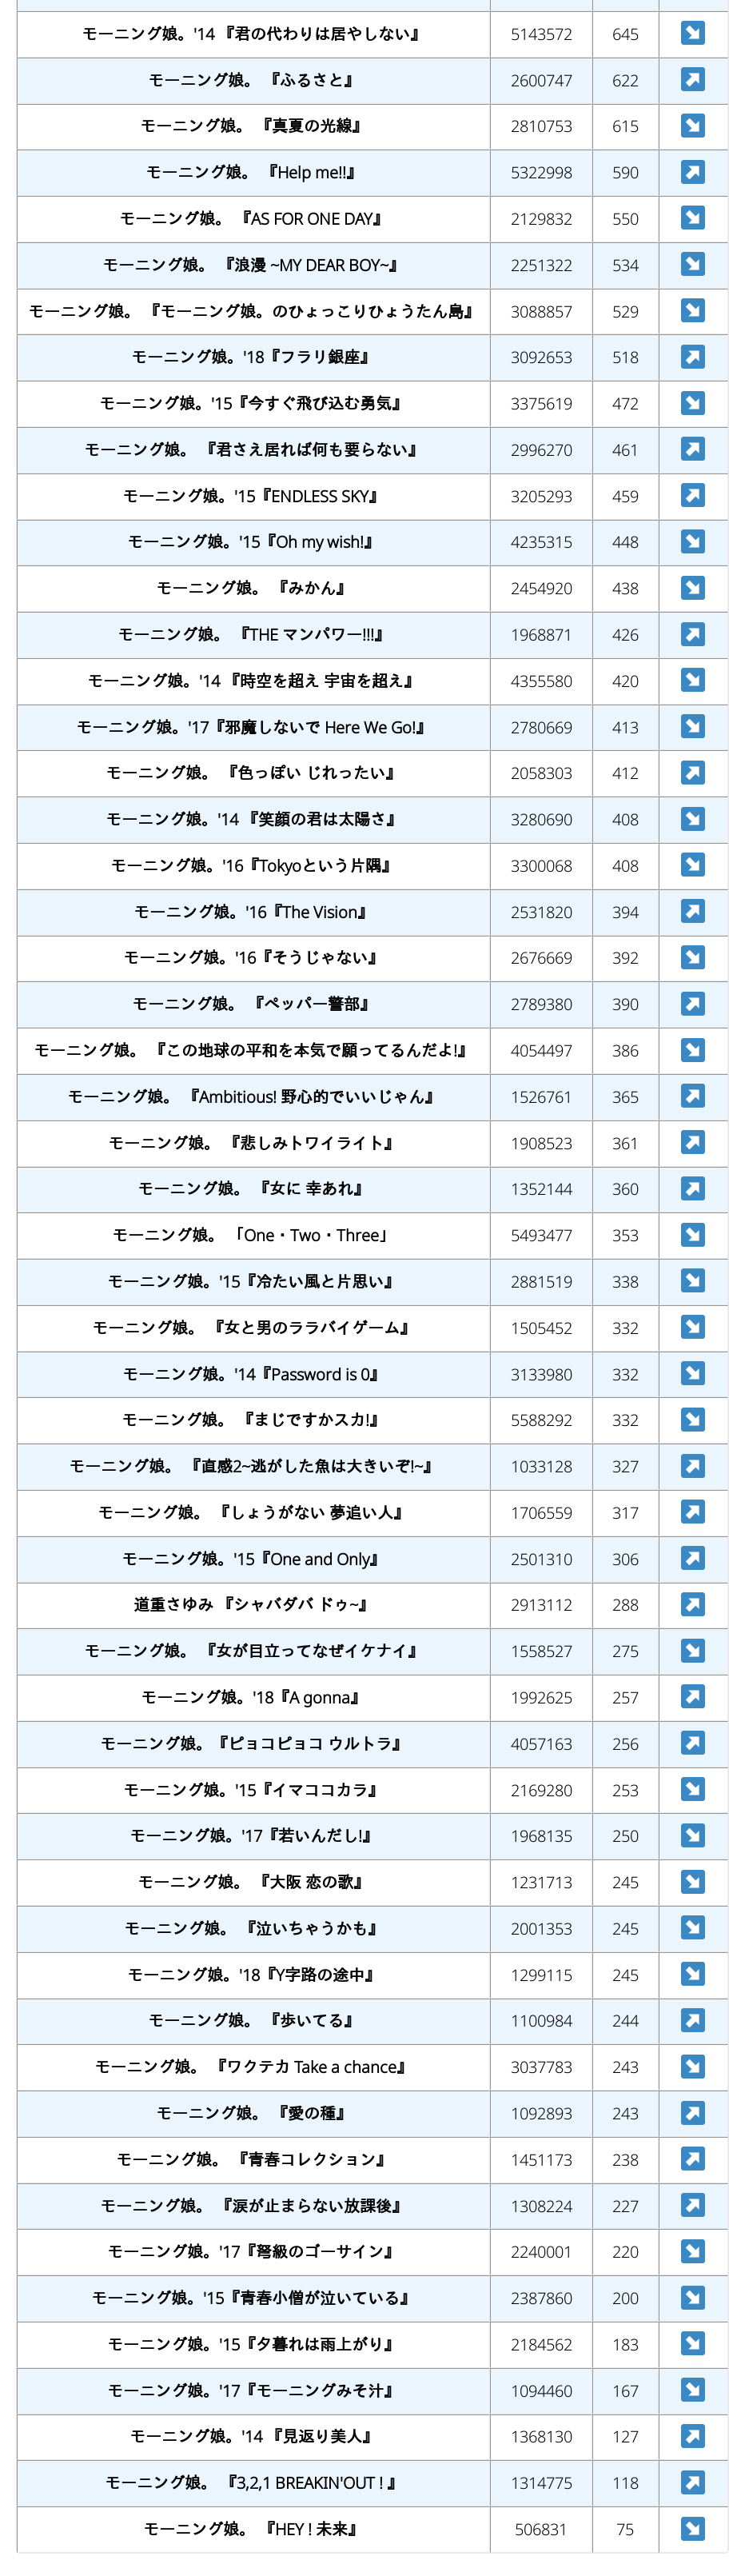 モーニング娘。'14 『君の代わりは居やしない』 5143572 645 ↘
モーニング娘。 『ふるさと』 2600747 622 ↗
モーニング娘。 『真夏の光線』 2810753 615 ↘
モーニング娘。 『Help me!!』 5322998 590 ↗
モーニング娘。 『AS FOR ONE DAY』 2129832 550 ↘
モーニング娘。 『浪漫 ~MY DEAR BOY~』 2251322 534 ↘
モーニング娘。 『モーニング娘。のひょっこりひょうたん島』 3088857 529 ↘
モーニング娘。'18『フラリ銀座』 3092653 518 ↗
モーニング娘。'15『今すぐ飛び込む勇気』 3375619 472 ↘
モーニング娘。 『君さえ居れば何も要らない』 2996270 461 ↗
モーニング娘。'15『ENDLESS SKY』 3205293 459 ↗
モーニング娘。'15『Oh my wish!』 4235315 448 ↘
モーニング娘。 『みかん』 2454920 438 ↘
モーニング娘。 『THE マンパワー!!!』 1968871 426 ↗
モーニング娘。'14 『時空を超え 宇宙を超え』 4355580 420 ↘
モーニング娘。'17『邪魔しないで Here We Go!』 2780669 413 ↘
モーニング娘。 『色っぽい じれったい』 2058303 412 ↗
モーニング娘。'14 『笑顔の君は太陽さ』 3280690 408 ↘
モーニング娘。'16『Tokyoという片隅』 3300068 408 ↘
モーニング娘。'16『The Vision』 2531820 394 ↗
モーニング娘。'16『そうじゃない』 2676669 392 ↘
モーニング娘。 『ペッパー警部』 2789380 390 ↗
モーニング娘。 『この地球の平和を本気で願ってるんだよ!』 4054497 386 ↘
モーニング娘。 『Ambitious! 野心的でいいじゃん』 1526761 365 ↗
モーニング娘。 『悲しみトワイライト』 1908523 361 ↗
モーニング娘。 『女に 幸あれ』 1352144 360 ↗
モーニング娘。 「One・Two・Three」 5493477 353 ↘
モーニング娘。'15『冷たい風と片思い』 2881519 338 ↘
モーニング娘。 『女と男のララバイゲーム』 1505452 332 ↘
モーニング娘。'14『Password is 0』 3133980 332 ↘
モーニング娘。 『まじですかスカ!』 5588292 332 ↘
モーニング娘。 『直感2~逃がした魚は大きいぞ!~』 1033128 327 ↗
モーニング娘。 『しょうがない 夢追い人』 1706559 317 ↗
モーニング娘。'15『One and Only』 2501310 306 ↗
道重さゆみ 『シャバダバ ドゥ~』 2913112 288 ↗
モーニング娘。 『女が目立ってなぜイケナイ』 1558527 275 ↘
モーニング娘。'18『A gonna』 1992625 257 ↗
モーニング娘。『ピョコピョコ ウルトラ』 4057163 256 ↗
モーニング娘。'15『イマココカラ』 2169280 253 ↘
モーニング娘。'17『若いんだし!』 1968135 250 ↘
モーニング娘。 『大阪 恋の歌』 1231713 245 ↘
モーニング娘。 『泣いちゃうかも』 2001353 245 ↘
モーニング娘。'18『Y字路の途中』 1299115 245 ↘
モーニング娘。 『歩いてる』 1100984 244 ↗
モーニング娘。 『ワクテカ Take a chance』 3037783 243 ↘
モーニング娘。 『愛の種』 1092893 243 ↗
モーニング娘。 『青春コレクション』 1451173 238 ↗
モーニング娘。 『涙が止まらない放課後』 1308224 227 ↗
モーニング娘。'17『弩級のゴーサイン』 2240001 220 ↘
モーニング娘。'15『青春小僧が泣いている』 2387860 200 ↘
モーニング娘。'15『夕暮れは雨上がり』 2184562 183 ↘
モーニング娘。'17『モーニングみそ汁』 1094460 167 ↘
モーニング娘。'14 『見返り美人』 1368130 127 ↗
モーニング娘。 『3,2,1 BREAKIN'OUT ! 』 1314775 118 ↗
モーニング娘。 『HEY ! 未来』 506831 75 ↘